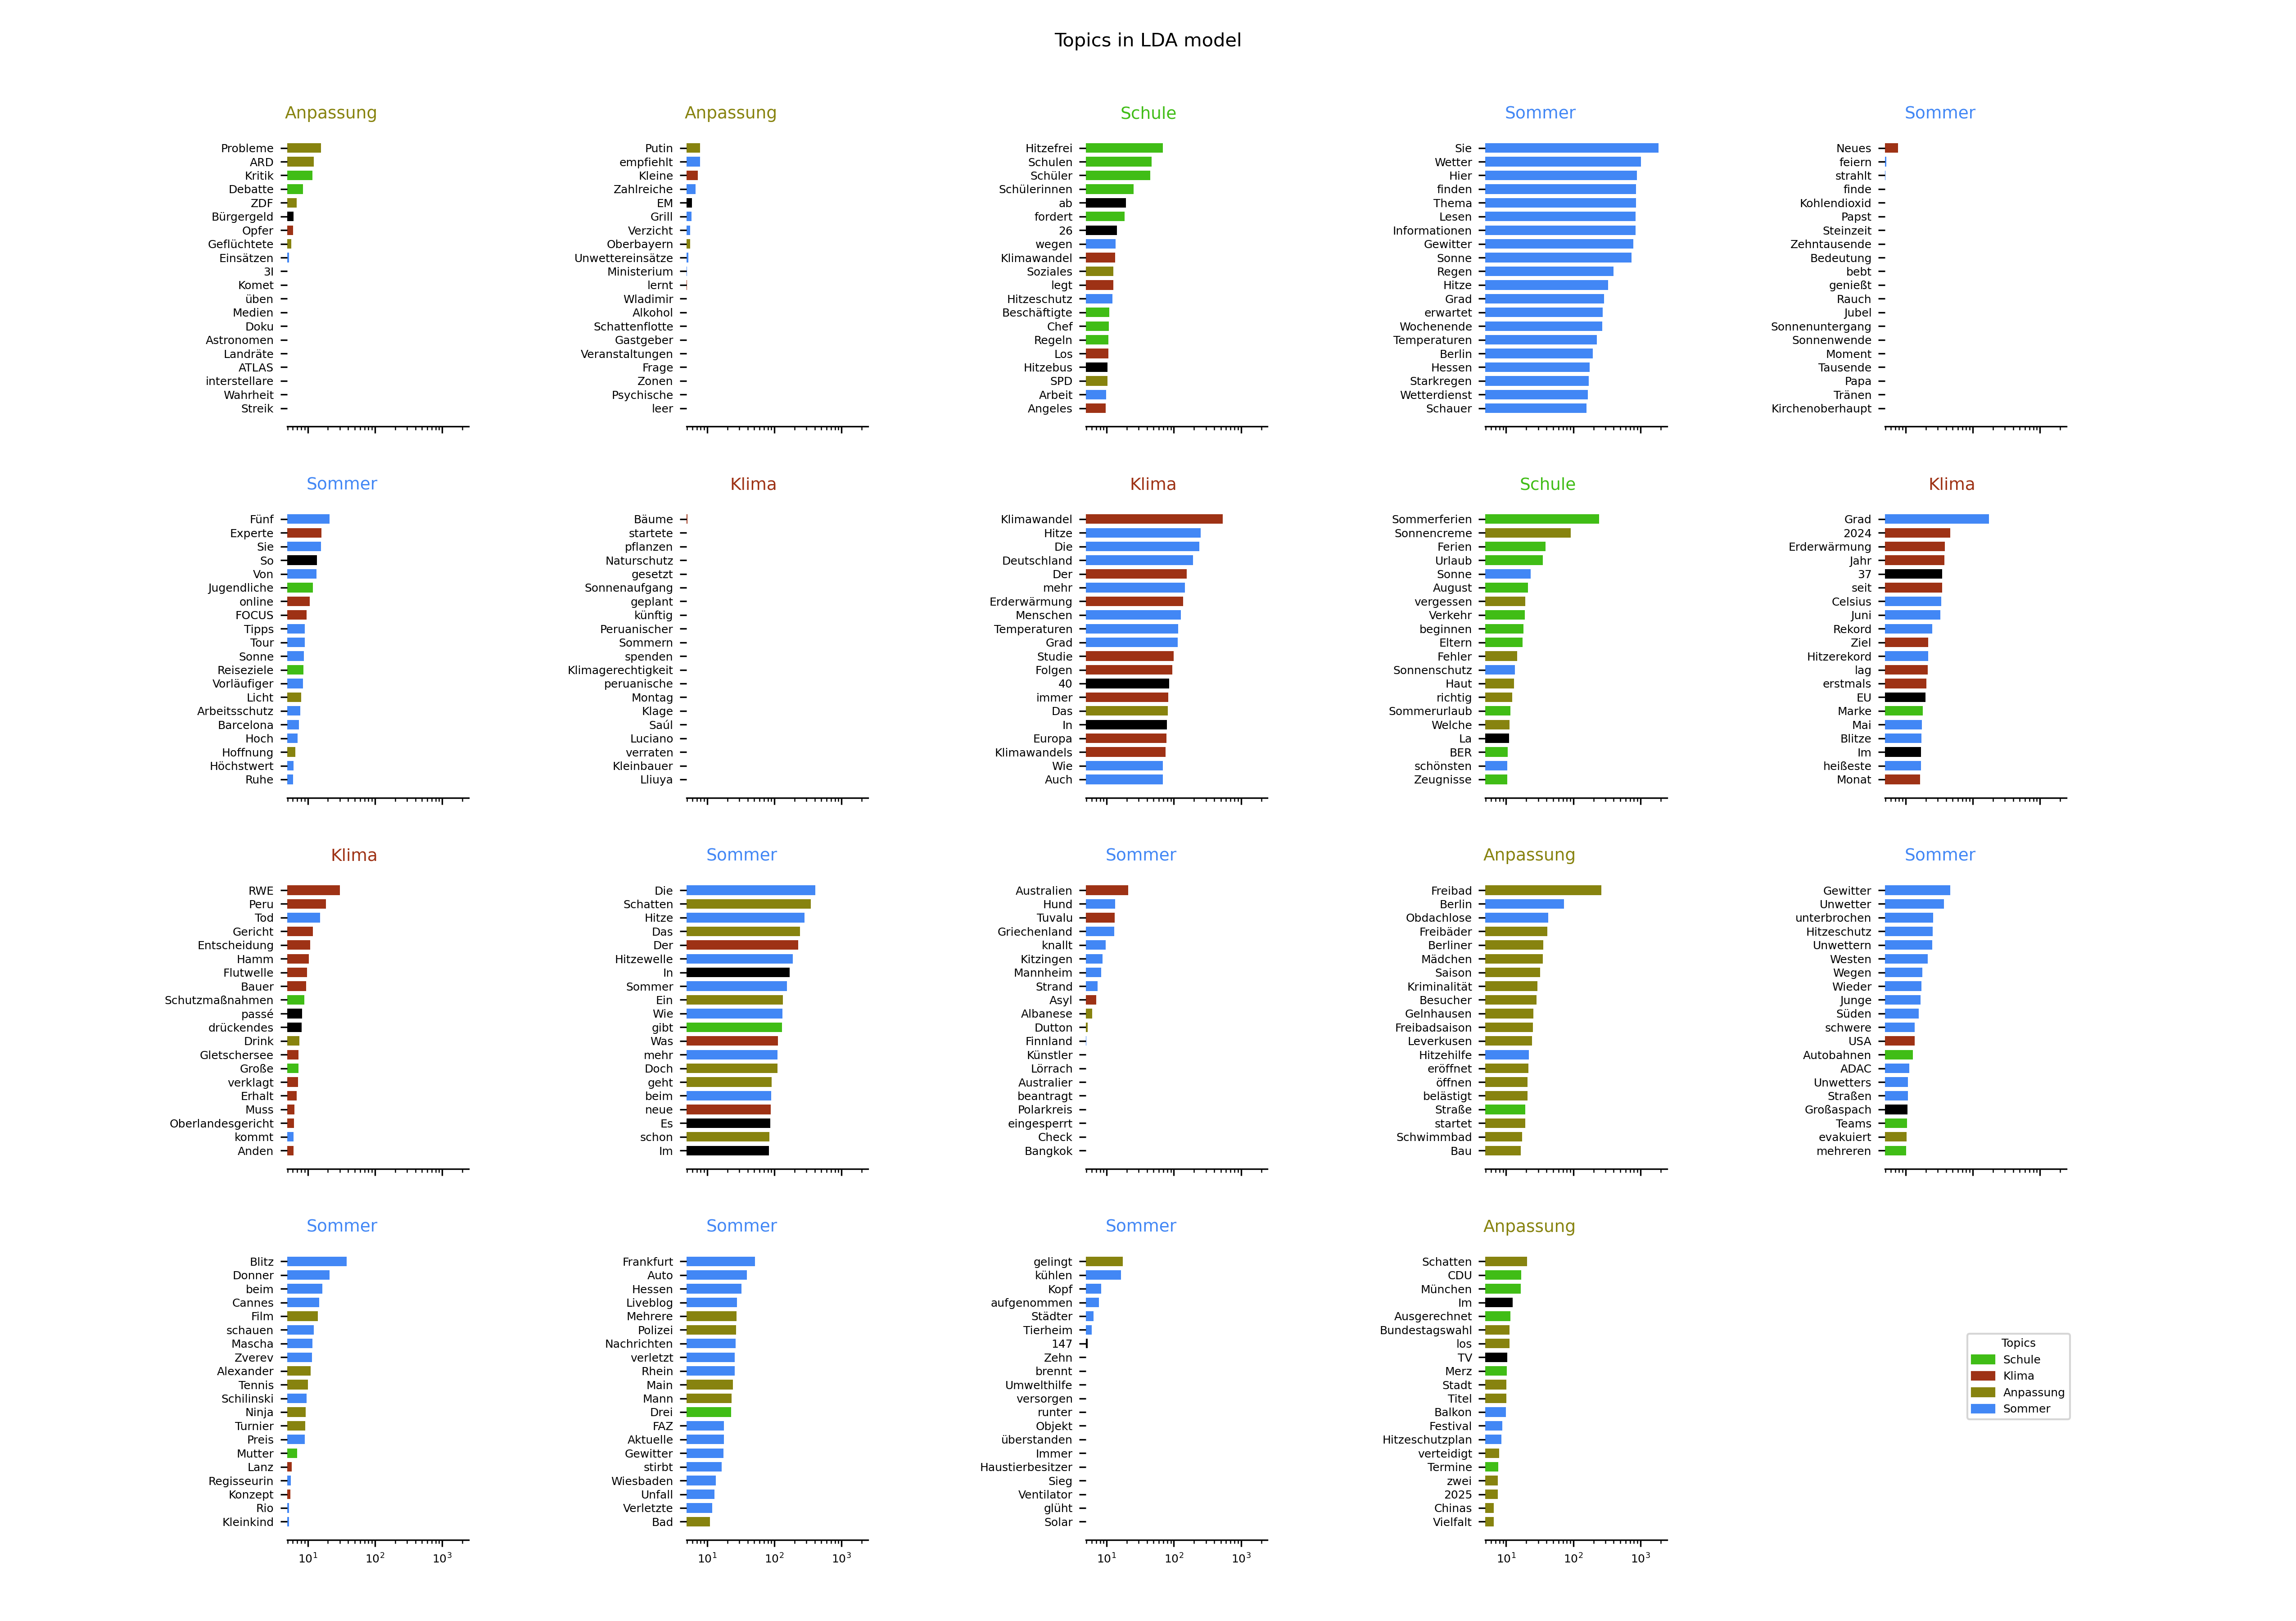 Topics in LDA model
Anpassung
Probleme
ARD
Kritik
Debatte
ZDF
Bürgergeld
Opfer
Geflüchtete
Einsätzen
3I
Komet
üben
Medien
Doku
Astronomen
Landräte
ATLAS
interstellare
Wahrheit
Streik
Anpassung
Putin
empfiehlt
Kleine
Zahlreiche
EM
Grill
Verzicht
Oberbayern
Unwettereinsätze
Ministerium
lernt
Wladimir
Alkohol
Schattenflotte
Gastgeber
Veranstaltungen
Frage
Zonen
Psychische
leer
Schule
Hitzefrei
Schulen
Schüler
Schülerinnen
ab
fordert
26
wegen
Klimawandel
Soziales
legt
Hitzeschutz
Beschäftigte
Chef
Regeln
Los
Hitzebus
SPD
Arbeit
Angeles
Sommer
Sie
Wetter
Hier
finden
Thema
Lesen
Informationen
Gewitter
Sonne
Regen
Hitze
Grad
erwartet
Wochenende
Temperaturen
Berlin
Hessen
Starkregen
Wetterdienst
Schauer
Sommer
Neues
feiern
strahlt
finde
Kohlendioxid
Papst
Steinzeit
Zehntausende
Bedeutung
bebt
genießt
Rauch
Jubel
Sonnenuntergang
Sonnenwende
Moment
Tausende
Papa
Tränen
Kirchenoberhaupt
Sommer
Fünf
Experte
Sie
So
Von
Jugendliche
online
FOCUS
Tipps
Tour
Sonne
Reiseziele
Vorläufiger
Licht
Arbeitsschutz
Barcelona
Hoch
Hoffnung
Höchstwert
Ruhe
Klima
Bäume
startete
pflanzen
Naturschutz
gesetzt
Sonnenaufgang
geplant
künftig
Peruanischer
Sommern
spenden
Klimagerechtigkeit
peruanische
Montag
Klage
Saúl
Luciano
verraten
Kleinbauer
Lliuya
Klima
Klimawandel
Hitze
Die
Deutschland
Der
mehr
Erderwärmung
Menschen
Temperaturen
Grad
Studie
Folgen
40
immer
Das
In
Europa
Klimawandels
Wie
Auch
Schule
Sommerferien
Sonnencreme
Ferien
Urlaub
Sonne
August
vergessen
Verkehr
beginnen
Eltern
Fehler
Sonnenschutz
Haut
richtig
Sommerurlaub
Welche
La
BER
schönsten
Zeugnisse
Klima
Grad
2024
Erderwärmung
Jahr
37
seit
Celsius
Juni
Rekord
Ziel
Hitzerekord
lag
erstmals
EU
Marke
Mai
Blitze
Im
heißeste
Monat
Klima
RWE
Peru
Tod
Gericht
Entscheidung
Hamm
Flutwelle
Bauer
Schutzmaßnahmen
passé
drückendes
Drink
Gletschersee
Große
verklagt
Erhalt
Muss
Oberlandesgericht
kommt
Anden
Sommer
Die
Schatten
Hitze
Das
Der
Hitzewelle
In
Sommer
Ein
Wie
gibt
Was
mehr
Doch
geht
beim
neue
Es
schon
Im
Sommer
Australien
Hund
Tuvalu
Griechenland
knallt
Kitzingen
Mannheim
Strand
Asyl
Albanese
Dutton
Finnland
Künstler
Lörrach
Australier
beantragt
Polarkreis
eingesperrt
Check
Bangkok
Anpassung
Freibad
Berlin
Obdachlose
Freibäder
Berliner
Mädchen
Saison
Kriminalität
Besucher
Gelnhausen
Freibadsaison
Leverkusen
Hitzehilfe
eröffnet
öffnen
belästigt
Straße
startet
Schwimmbad
Bau
Sommer
Gewitter
Unwetter
unterbrochen
Hitzeschutz
Unwettern
Westen
Wegen
Wieder
Junge
Süden
schwere
USA
Autobahnen
ADAC
Unwetters
Straßen
Großaspach
Teams
evakuiert
mehreren
Sommer
Blitz
Donner
beim
Cannes
Film
schauen
Mascha
Zverev
Alexander
Tennis
Schilinski
Ninja
Turnier
Preis
Mutter
Lanz
Regisseurin
Konzept
Rio
Kleinkind
10¹ 10² 10³
Sommer
Frankfurt
Auto
Hessen
Liveblog
Mehrere
Polizei
Nachrichten
verletzt
Rhein
Main
Mann
Drei
FAZ
Aktuelle
Gewitter
stirbt
Wiesbaden
Unfall
Verletzte
Bad
10¹ 10² 10³
Sommer
gelingt
kühlen
Kopf
aufgenommen
Städter
Tierheim
147
Zehn
brennt
Umwelthilfe
versorgen
runter
Objekt
überstanden
Immer
Haustierbesitzer
Sieg
Ventilator
glüht
Solar
10¹ 10² 10³
Anpassung
Schatten
CDU
München
Im
Ausgerechnet
Bundestagswahl
los
TV
Merz
Stadt
Titel
Balkon
Festival
Hitzeschutzplan
verteidigt
Termine
zwei
2025
Chinas
Vielfalt
10¹ 10² 10³
Topics
Schule
Klima
Anpassung
Sommer